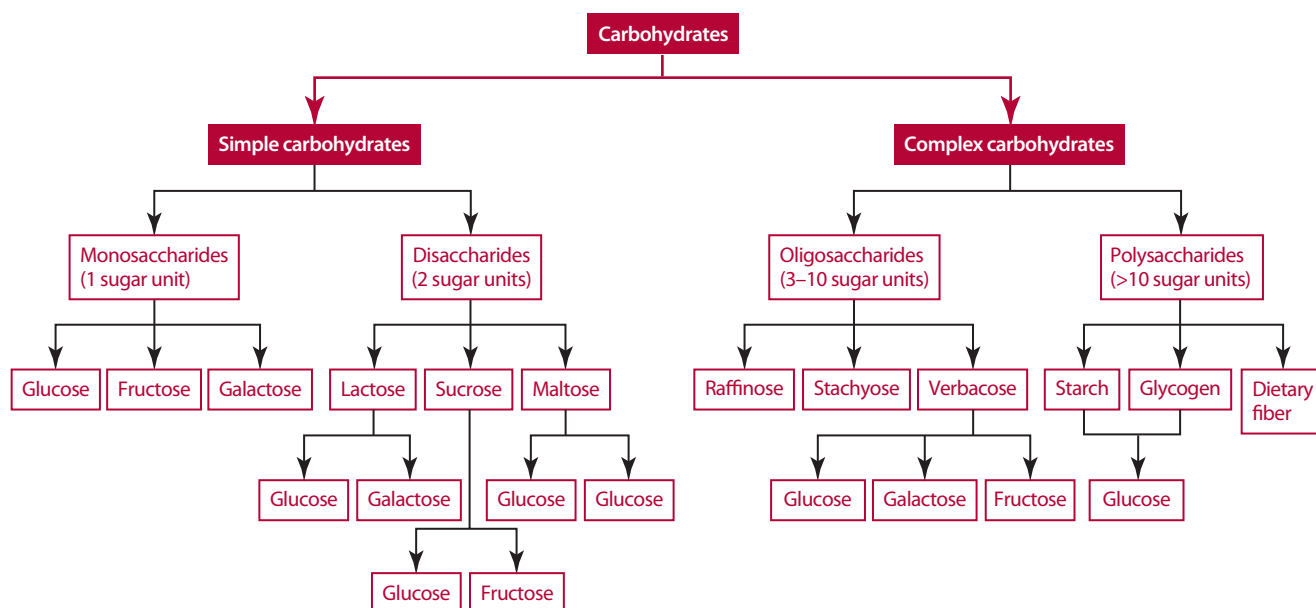 Carbohydrates
Simple carbohydrates
Complex carbohydrates
Monosaccharides
(1 sugar unit)
Disaccharides
(2 sugar units)
Oligosaccharides
(3–10 sugar units)
Polysaccharides
(>10 sugar units)
Glucose
Fructose
Galactose
Lactose
Sucrose
Maltose
Raffinose
Stachyose
Verbacose
Starch
Glycogen
Dietary
fiber
Glucose
Galactose
Glucose
Glucose
Glucose
Galactose
Fructose
Glucose
Glucose
Fructose